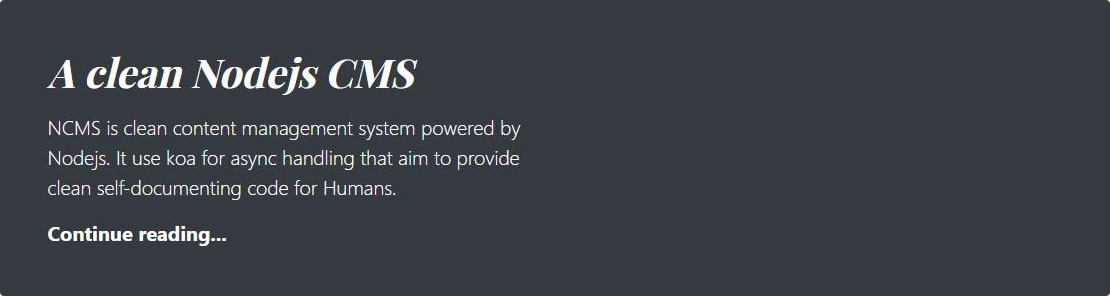 A clean Nodejs CMS
NCMS is clean content management system powered by
Nodejs. It use koa for async handling that aim to provide
clean self-documenting code for Humans.
Continue reading...